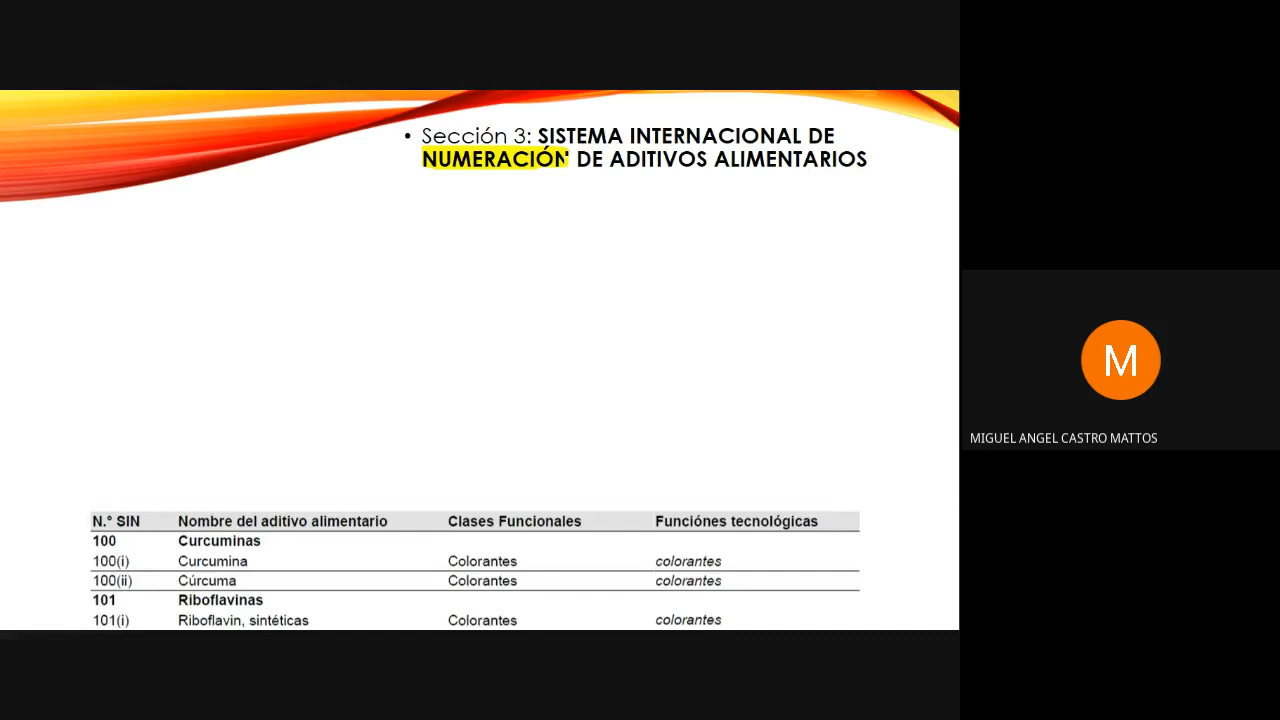 • Sección 3: SISTEMA INTERNACIONAL DE
NUMERACIÓN DE ADITIVOS ALIMENTARIOS
N.° SIN Nombre del aditivo alimentario Clases Funcionales Funciónes tecnológicas
100 Curcuminas
100(i) Curcumina Colorantes colorantes
100(ii) Cúrcuma Colorantes colorantes
101 Riboflavinas
101(i) Riboflavin, sintéticas Colorantes colorantes
M
MIGUEL ANGEL CASTRO MATTOS